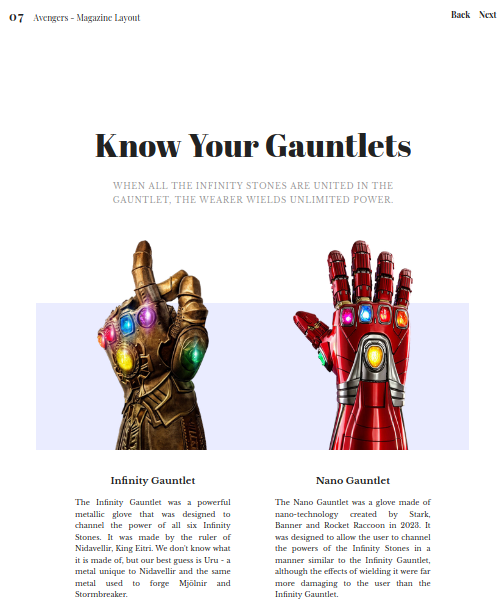 07 Avengers - Magazine Layout
Back Next
Know Your Gauntlets
WHEN ALL THE INFINITY STONES ARE UNITED IN THE
GAUNTLET, THE WEARER WIELDS UNLIMITED POWER.
Infinity Gauntlet
The Infinity Gauntlet was a powerful
metallic glove that was designed to
channel the power of all six Infinity
Stones. It was made by the ruler of
Nidavellir, King Eitri. We don't know what
it is made of, but our best guess is Uru - a
metal unique to Nidavellir and the same
metal used to forge Mjölnir and
Stormbreaker.
Nano Gauntlet
The Nano Gauntlet was a glove made of
nano-technology created by Stark,
Banner and Rocket Raccoon in 2023. It
was designed to allow the user to channel
the powers of the Infinity Stones in a
manner similar to the Infinity Gauntlet,
although the effects of wielding it were far
more damaging to the user than the
Infinity Gauntlet.